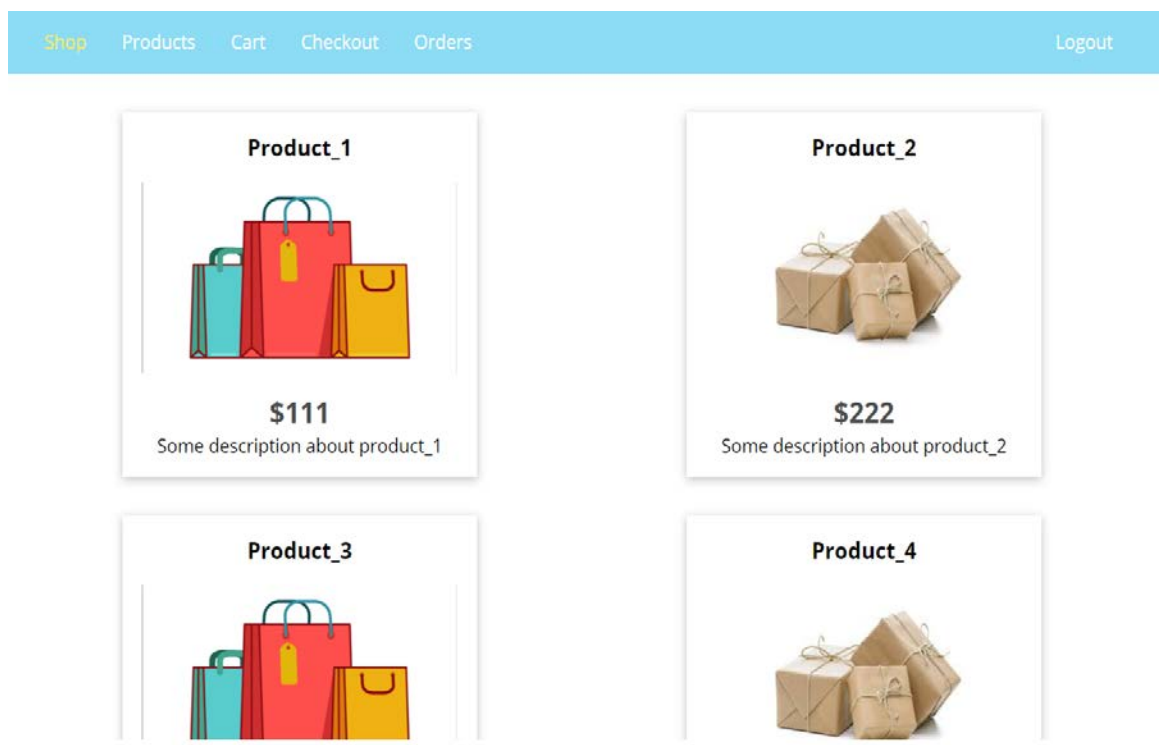 Shop Products Cart Checkout Orders Logout
Product_1
$111
Some description about product_1
Product_2
$222
Some description about product_2
Product_3
Product_4